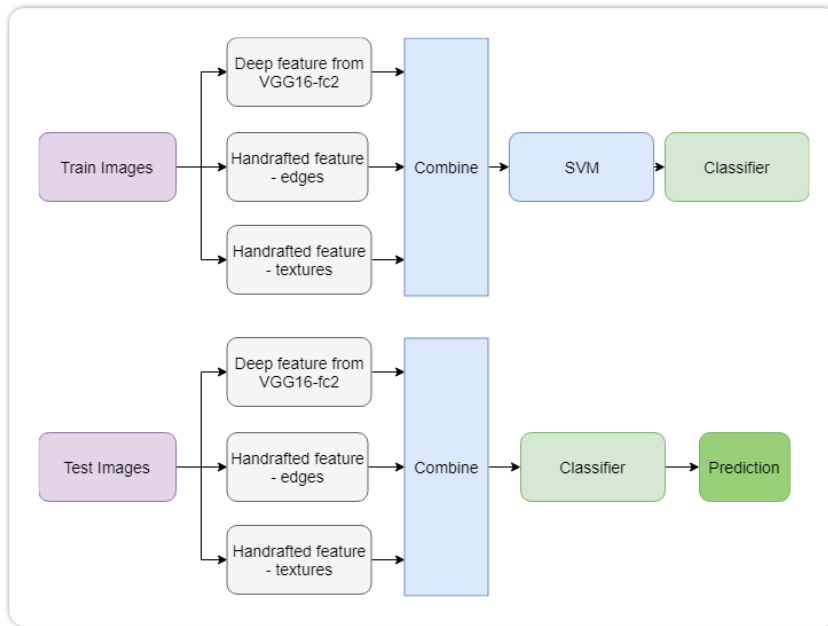 Deep feature from
VGG16-fc2
Train Images
Handrafted feature
- edges
Combine
SVM
Classifier
Handrafted feature
- textures
Deep feature from
VGG16-fc2
Test Images
Handrafted feature
- edges
Combine
Classifier
Prediction
Handrafted feature
- textures